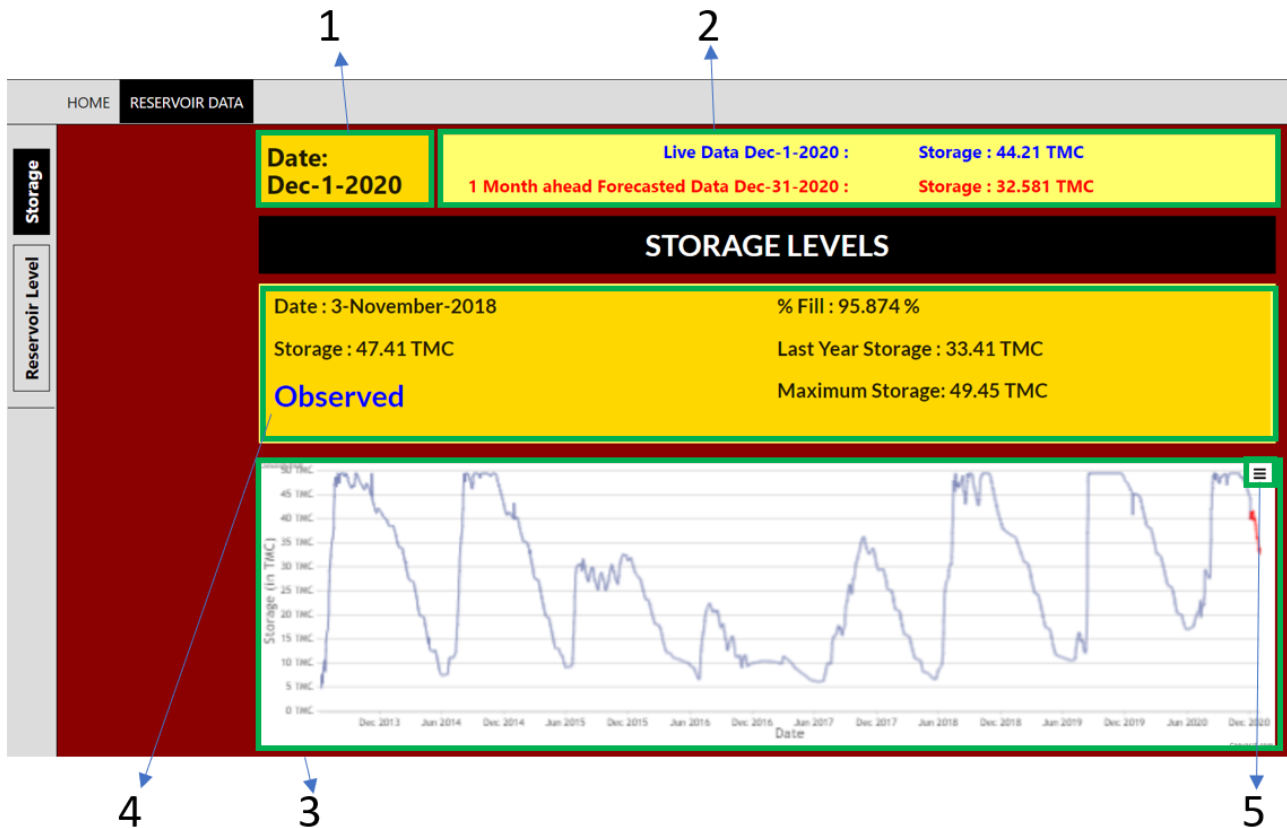 1
2
HOME
RESERVOIR DATA
Date:
Dec-1-2020
Live Data Dec-1-2020 :
Storage : 44.21 TMC
1 Month ahead Forecasted Data Dec-31-2020 :
Storage : 32.581 TMC
Storage
Reservoir Level
STORAGE LEVELS
Date : 3-November-2018
% Fill : 95.874 %
Storage : 47.41 TMC
Last Year Storage : 33.41 TMC
Observed
Maximum Storage: 49.45 TMC
50 TMC
45 TMC
40 TMC
35 TMC
30 TMC
25 TMC
20 TMC
15 TMC
10 TMC
5 TMC
0 TMC
Storage (in TMC)
Dec 2013
Jun 2014
Dec 2014
Jun 2015
Dec 2015
Jun 2016
Dec 2016
Jun 2017
Dec 2017
Jun 2018
Dec 2018
Jun 2019
Dec 2019
Jun 2020
Dec 2020
Date
4
3
5